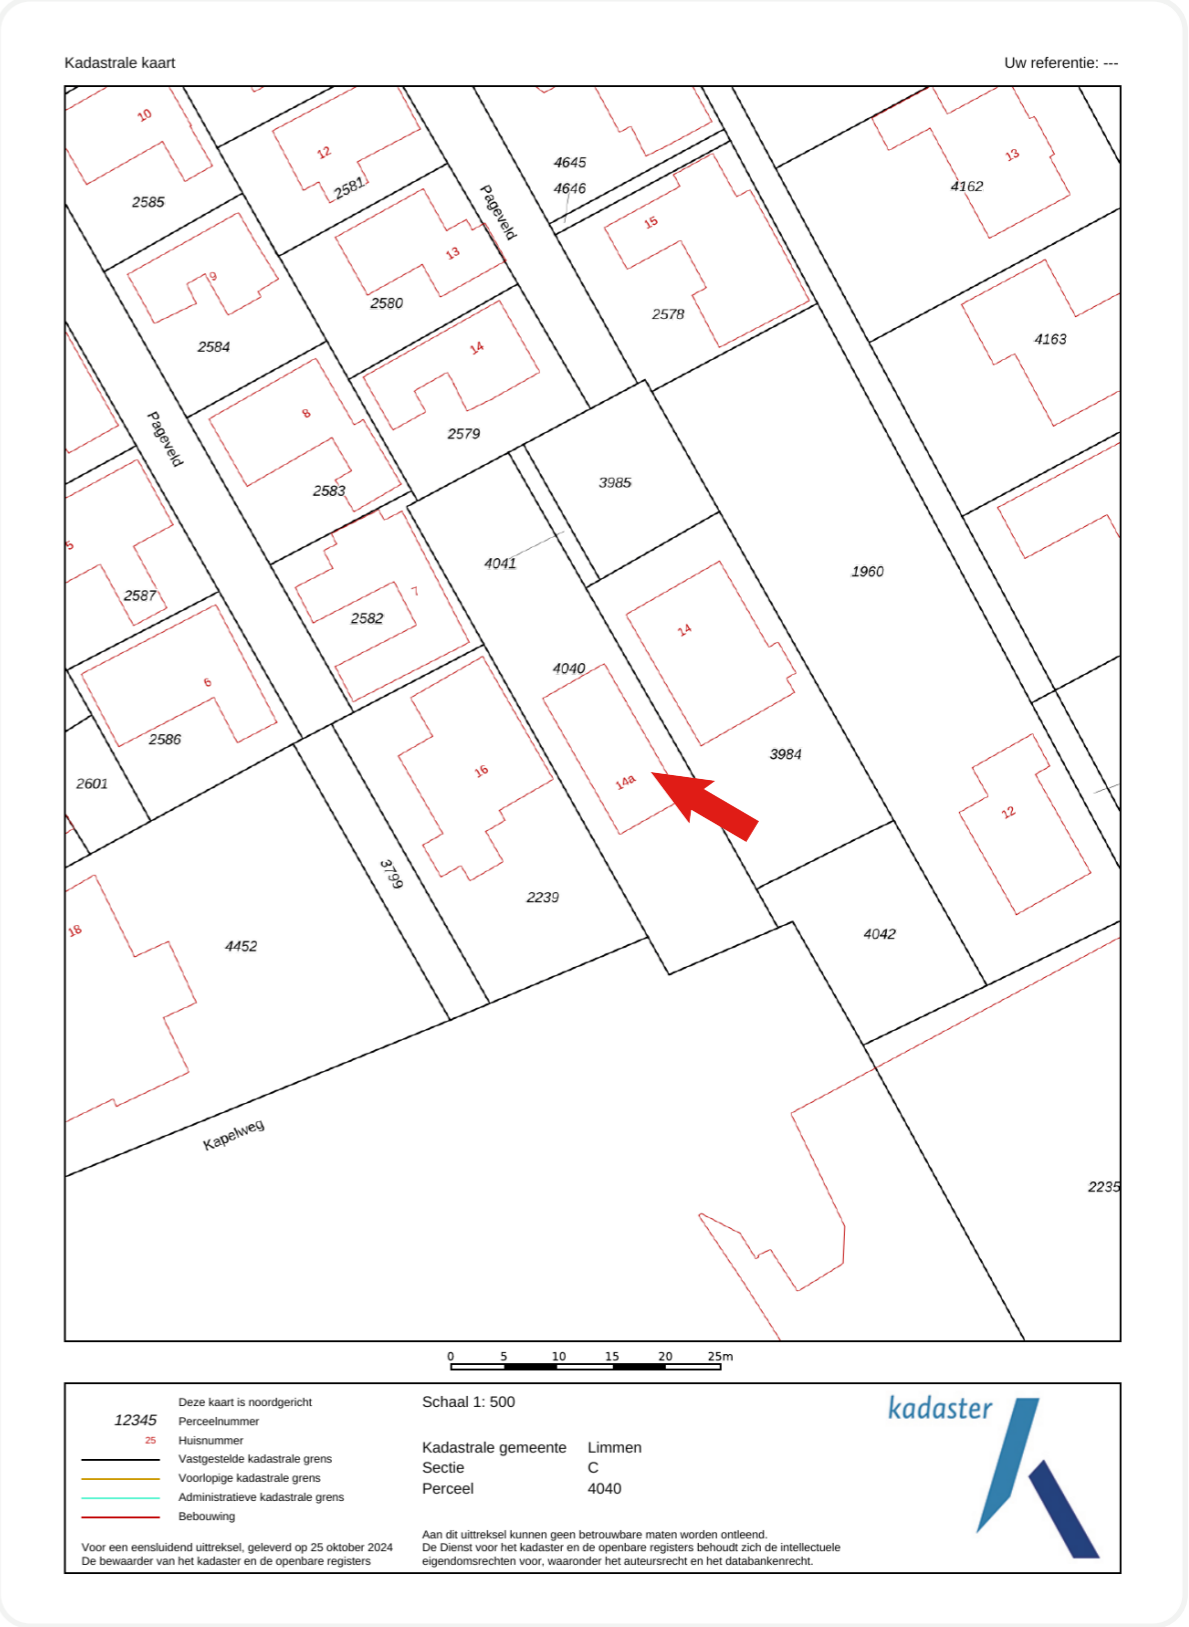 Kadastrale kaart
Uw referentie: ---
10
12
13
4645
4646
2581
4162
2585
Pageveld
15
13
9
2580
2578
2584
14
4163
8
Pageveld
2579
3985
2583
5
4041
1960
2587
7
2582
14
4040
6
2586
3984
16
14a
2601
12
3799
2239
18
4452
4042
Kapelweg
2235
0 5 10 15 20 25m
Deze kaart is noordgericht
12345 Perceelnummer
25 Huisnummer
Vastgestelde kadastrale grens
Voorlopige kadastrale grens
Administratieve kadastrale grens
Bebouwing
Voor een eensluidend uittreksel, geleverd op 25 oktober 2024
De bewaarder van het kadaster en de openbare registers
Schaal 1: 500
Kadastrale gemeente Limmen
Sectie C
Perceel 4040
Aan dit uittreksel kunnen geen betrouwbare maten worden ontleend.
De Dienst voor het kadaster en de openbare registers behoudt zich de intellectuele
eigendomsrechten voor, waaronder het auteursrecht en het databankenrecht.
kadaster